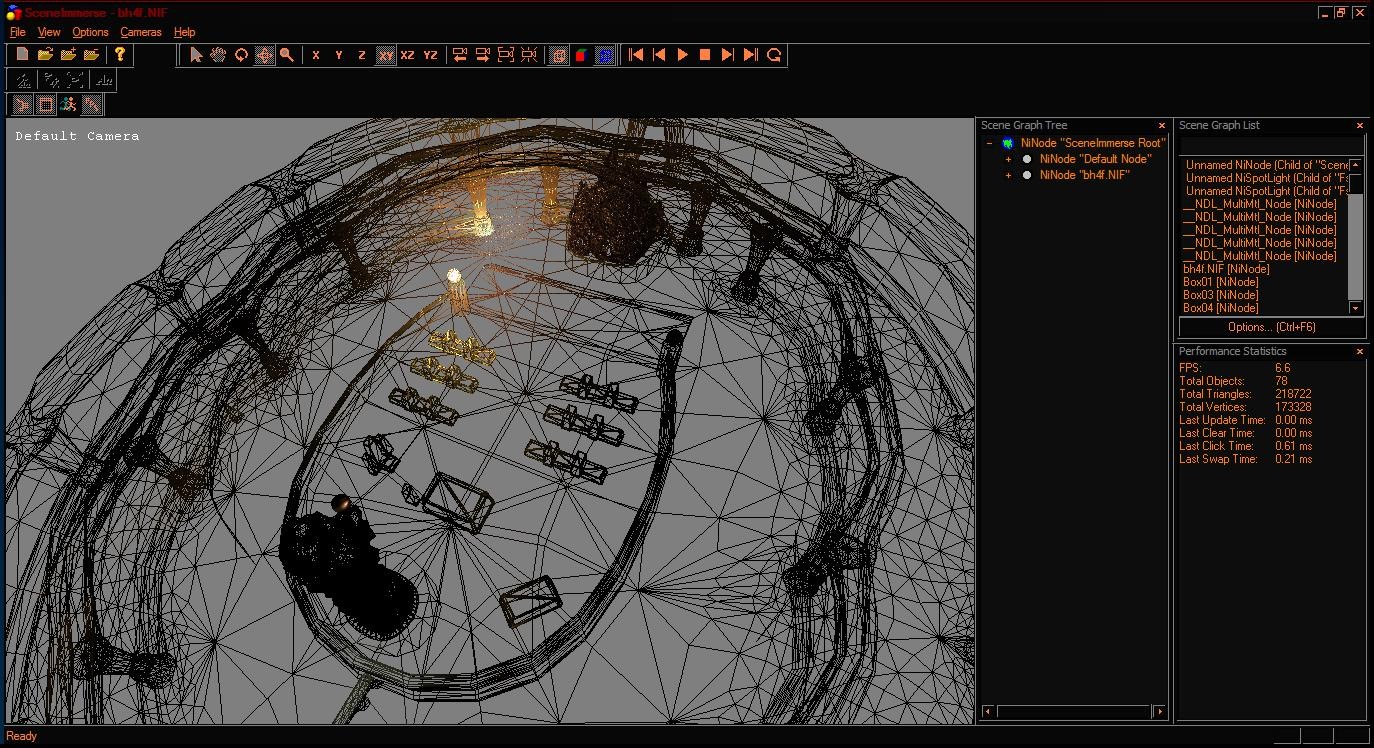 SceneImmerse - bh4f.NIF
File View Options Cameras Help
? X Y Z XY XZ YZ
Default Camera
Scene Graph Tree
NiNode "SceneImmerse Root"
NiNode "Default Node"
NiNode "bh4f.NIF"
Scene Graph List
Unnamed NiNode (Child of "Scene
Unnamed NiSpotLight (Child of "Fs
Unnamed NiSpotLight (Child of "Fs
__NDL_MultiMtl_Node [NiNode]
__NDL_MultiMtl_Node [NiNode]
__NDL_MultiMtl_Node [NiNode]
__NDL_MultiMtl_Node [NiNode]
__NDL_MultiMtl_Node [NiNode]
bh4f.NIF [NiNode]
Box01 [NiNode]
Box03 [NiNode]
Box04 [NiNode]
Options... (Ctrl+F6)
Performance Statistics
FPS: 6.6
Total Objects: 78
Total Triangles: 218722
Total Vertices: 173328
Last Update Time: 0.00 ms
Last Clear Time: 0.00 ms
Last Click Time: 0.61 ms
Last Swap Time: 0.21 ms
Ready